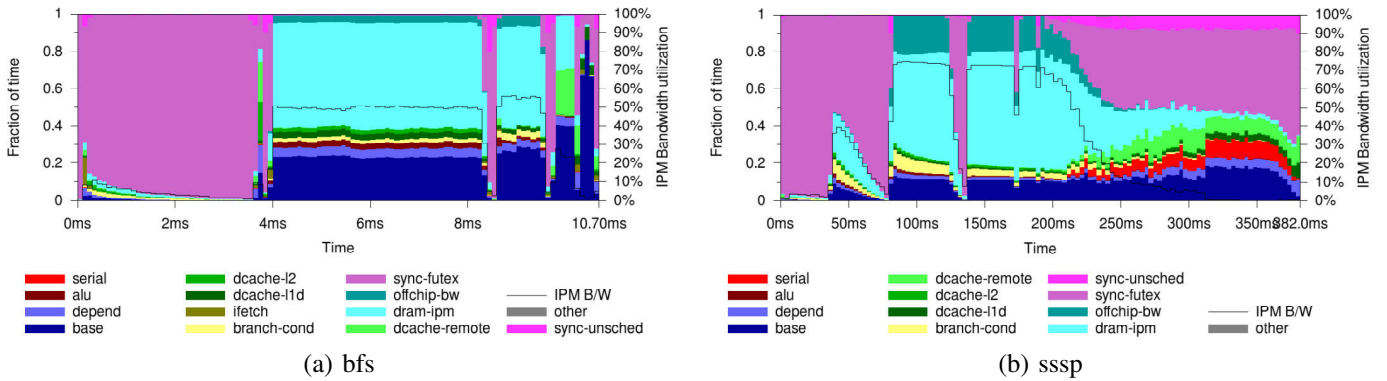 1
0.8
0.6
0.4
0.2
0
Fraction of time
100%
90%
80%
70%
60%
50%
40%
30%
20%
10%
0%
IPM Bandwidth utilization
0ms 2ms 4ms 6ms 8ms 10.70ms
Time
serial dcache-l2 sync-futex
alu dcache-l1d offchip-bw IPM B/W
depend ifetch dram-ipm other
base branch-cond dcache-remote sync-unsched
(a) bfs
1
0.8
0.6
0.4
0.2
0
Fraction of time
100%
90%
80%
70%
60%
50%
40%
30%
20%
10%
0%
IPM Bandwidth utilization
0ms 50ms 100ms 150ms 200ms 250ms 300ms 350ms 382.0ms
Time
serial dcache-remote sync-unsched
alu dcache-l2 sync-futex
depend dcache-l1d offchip-bw IPM B/W
base branch-cond dram-ipm other
(b) sssp